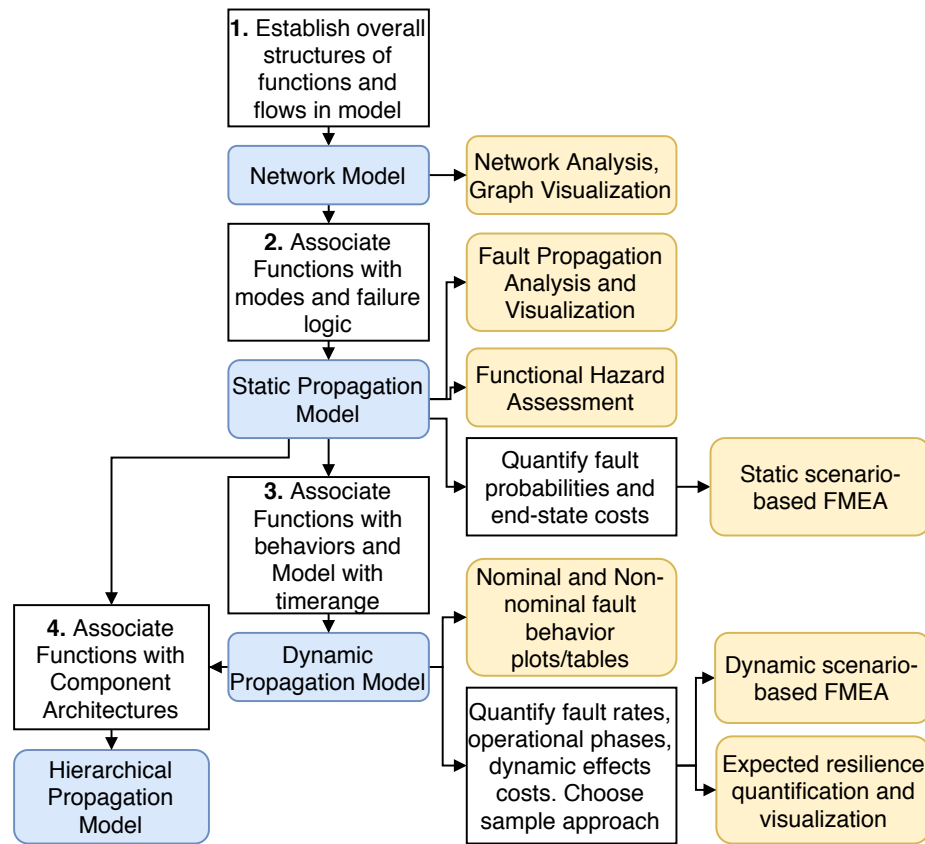 1. Establish overall
structures of
functions and
flows in model
Network Model
Network Analysis,
Graph Visualization
2. Associate
Functions with
modes and failure
logic
Fault Propagation
Analysis and
Visualization
Static Propagation
Model
Functional Hazard
Assessment
Quantify fault
probabilities and
end-state costs
Static scenario-
based FMEA
3. Associate
Functions with
behaviors and
Model with
timerange
Nominal and Non-
nominal fault
behavior
plots/tables
4. Associate
Functions with
Component
Architectures
Dynamic
Propagation Model
Dynamic scenario-
based FMEA
Quantify fault rates,
operational phases,
dynamic effects
costs. Choose
sample approach
Expected resilience
quantification and
visualization
Hierarchical
Propagation
Model